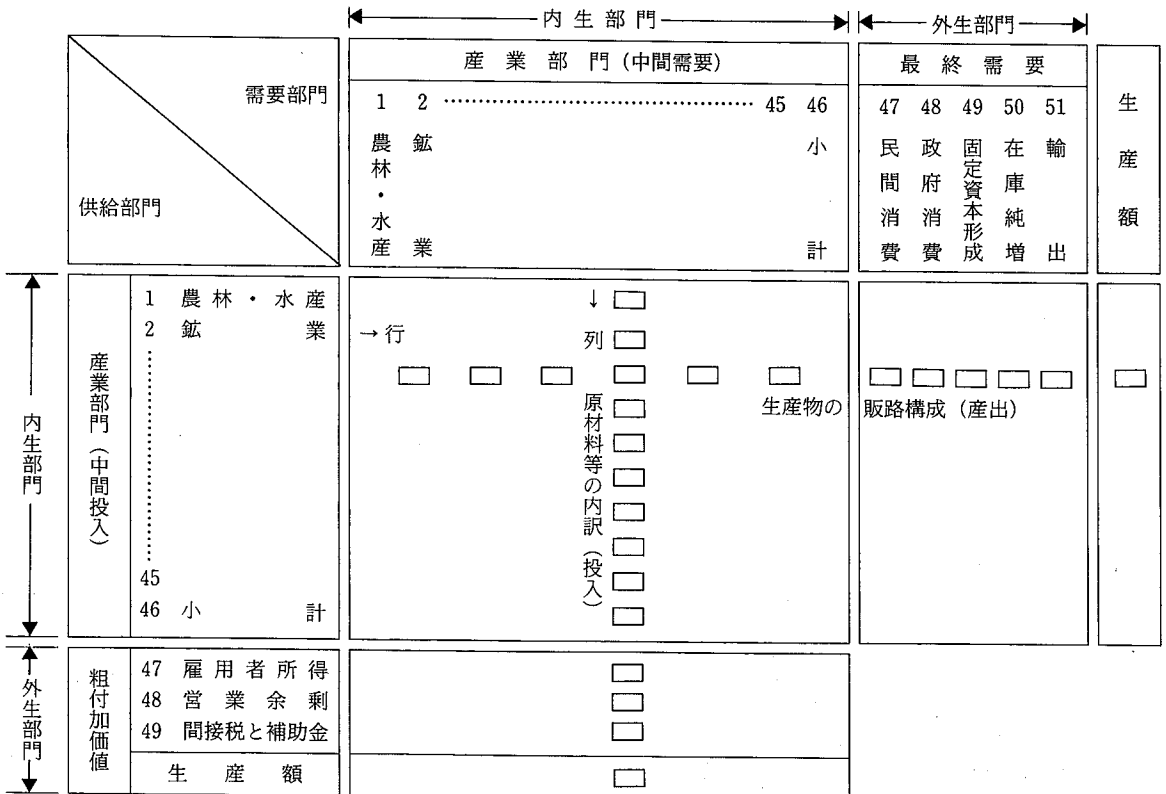 内生部門
外生部門
需要部門
供給部門
産業部門(中間需要)
1 2 ………… 45 46
農林・水産
鉱業
小計
最終需要
47 48 49 50 51
民間消費
政府消費
固定資本形成
在庫純増
輸出
生産額
内生部門
産業部門(中間投入)
1 農林・水産
2 鉱業
45
46 小計
→行
↓列
原材料等の内訳(投入)
生産物の販路構成(産出)
外生部門
粗付加価値
47 雇用者所得
48 営業余剰
49 間接税と補助金
生産額